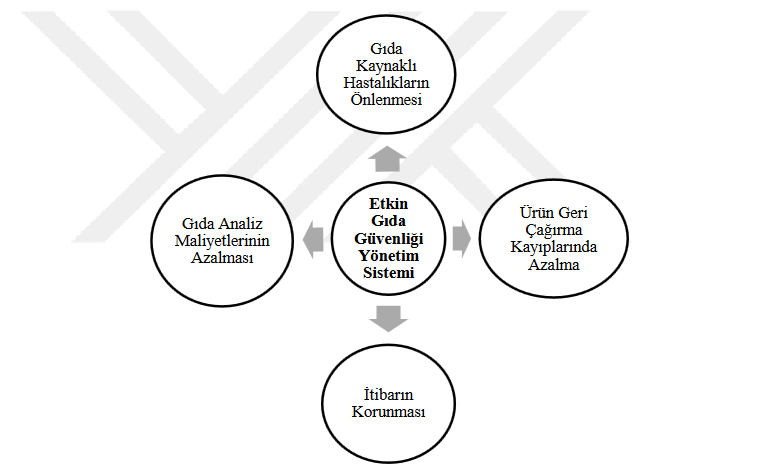 Gıda
Kaynaklı
Hastalıkların
Önlenmesi
Gıda Analiz
Maliyetlerinin
Azalması
Etkin
Gıda
Güvenliği
Yönetim
Sistemi
Ürün Geri
Çağırma
Kayıplarında
Azalma
İtibarın
Korunması